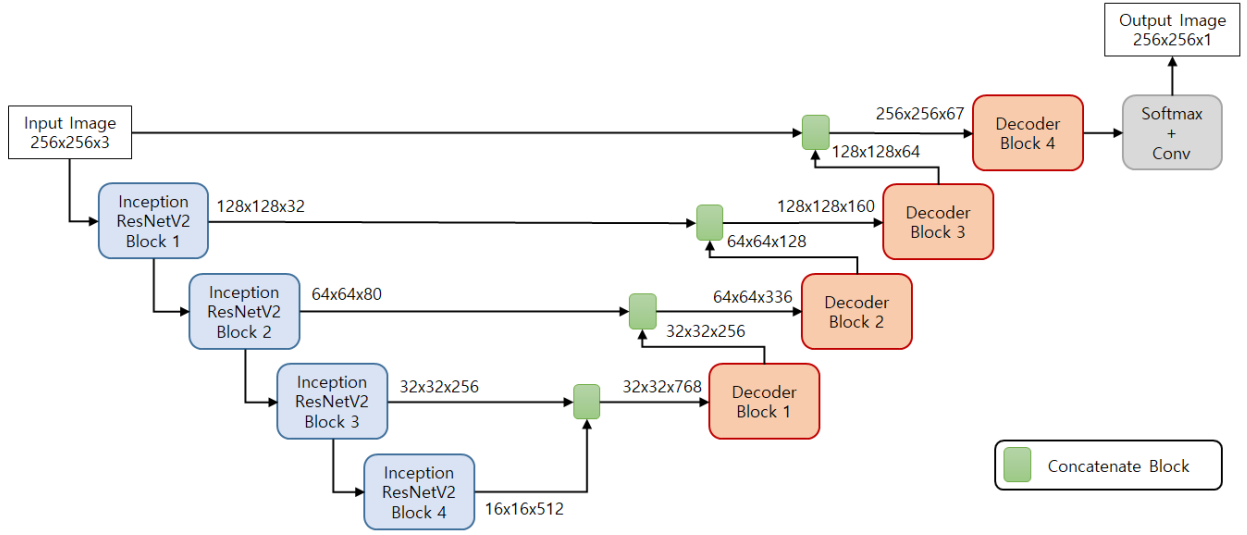 Output Image
256x256x1
Input Image
256x256x3
256x256x67
Decoder
Block 4
Softmax
+
Conv
128x128x64
Inception
ResNetV2
Block 1
128x128x32
128x128x160
Decoder
Block 3
64x64x128
Inception
ResNetV2
Block 2
64x64x80
64x64x336
Decoder
Block 2
32x32x256
Inception
ResNetV2
Block 3
32x32x256
32x32x768
Decoder
Block 1
Inception
ResNetV2
Block 4
16x16x512
Concatenate Block